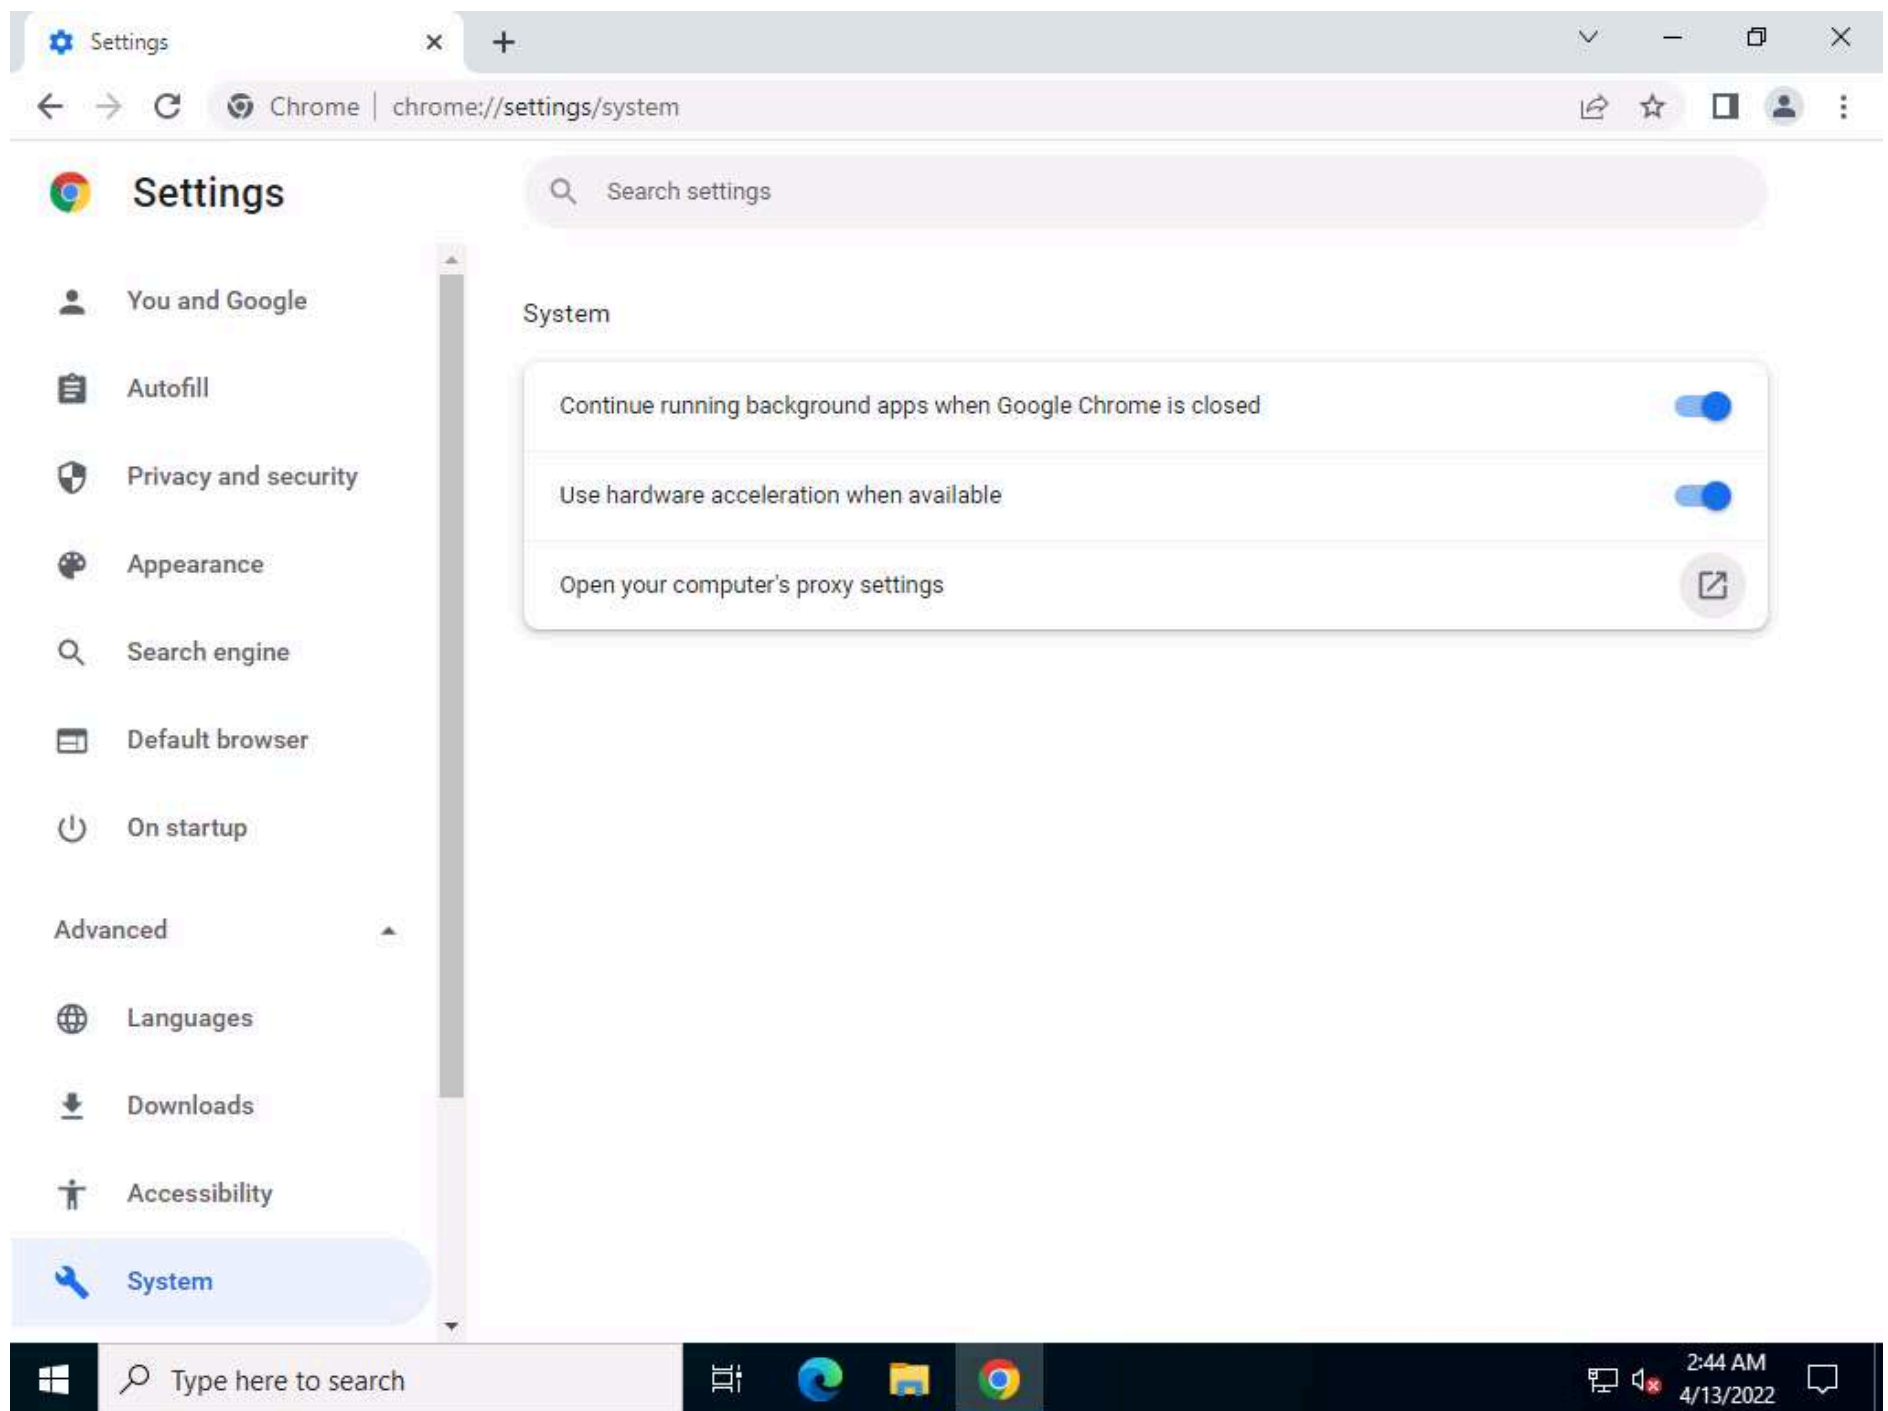 Settings
Chrome | chrome://settings/system
Settings
Search settings
You and Google
Autofill
Privacy and security
Appearance
Search engine
Default browser
On startup
Advanced
Languages
Downloads
Accessibility
System
System
Continue running background apps when Google Chrome is closed
Use hardware acceleration when available
Open your computer's proxy settings
Type here to search
2:44 AM
4/13/2022